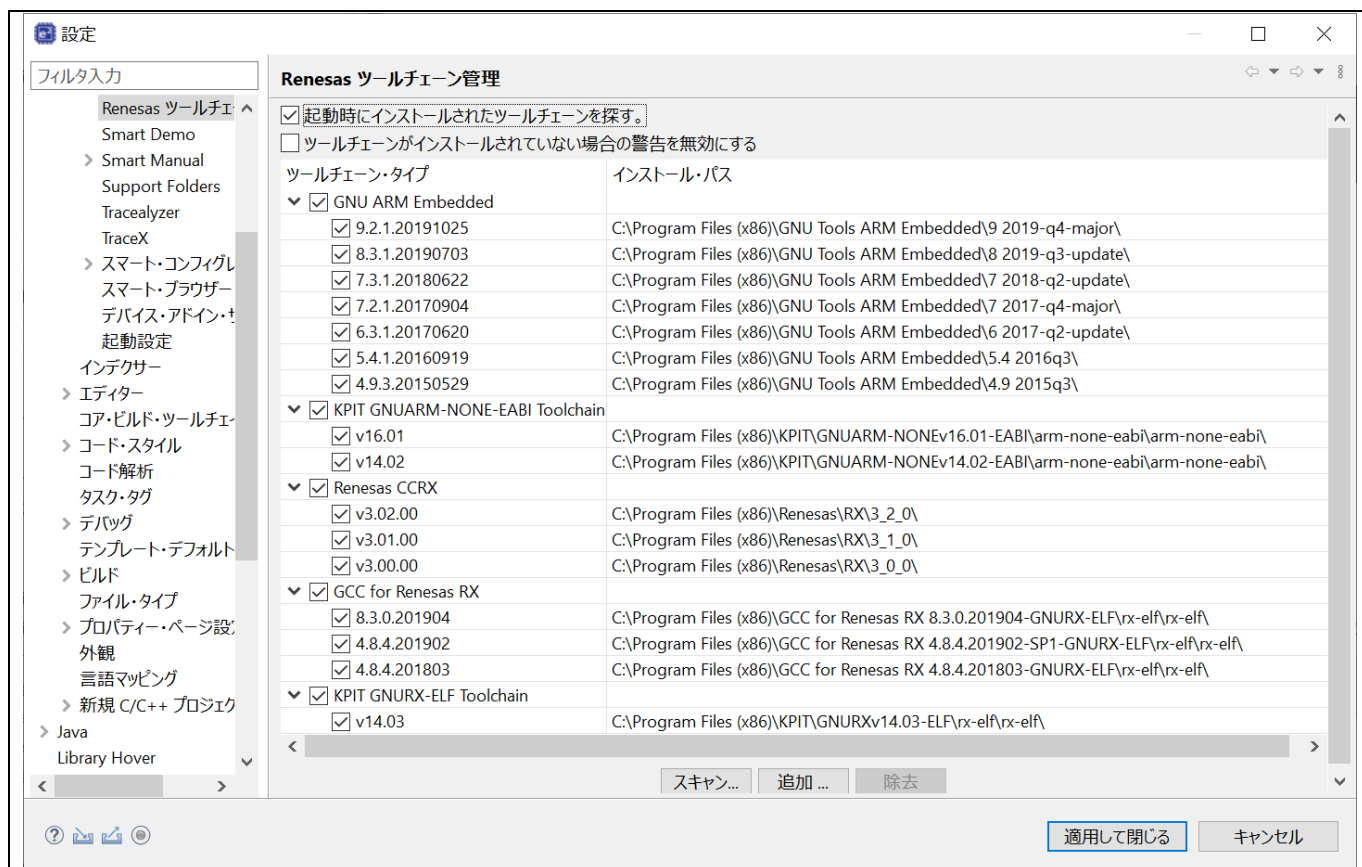 設定
フィルタ入力
Renesas ツールチェ
Smart Demo
Smart Manual
Support Folders
Tracealyzer
TraceX
スマート・コンフィグレ
スマート・ブラウザー
デバイス・アドイン・サ
起動設定
インデクサー
エディター
コア・ビルド・ツールチェイ
コード・スタイル
コード解析
タスク・タグ
デバッグ
テンプレート・デフォルト
ビルド
ファイル・タイプ
プロパティー・ページ設
外観
言語マッピング
新規 C/C++ プロジェク
Java
Library Hover
Renesas ツールチェーン管理
起動時にインストールされたツールチェーンを探す。
ツールチェーンがインストールされていない場合の警告を無効にする
ツールチェーン・タイプ インストール・パス
GNU ARM Embedded
9.2.1.20191025 C:\Program Files (x86)\GNU Tools ARM Embedded\9 2019-q4-major\
8.3.1.20190703 C:\Program Files (x86)\GNU Tools ARM Embedded\8 2019-q3-update\
7.3.1.20180622 C:\Program Files (x86)\GNU Tools ARM Embedded\7 2018-q2-update\
7.2.1.20170904 C:\Program Files (x86)\GNU Tools ARM Embedded\7 2017-q4-major\
6.3.1.20170620 C:\Program Files (x86)\GNU Tools ARM Embedded\6 2017-q2-update\
5.4.1.20160919 C:\Program Files (x86)\GNU Tools ARM Embedded\5.4 2016q3\
4.9.3.20150529 C:\Program Files (x86)\GNU Tools ARM Embedded\4.9 2015q3\
KPIT GNUARM-NONE-EABI Toolchain
v16.01 C:\Program Files (x86)\KPIT\GNUARM-NONEv16.01-EABI\arm-none-eabi\arm-none-eabi\
v14.02 C:\Program Files (x86)\KPIT\GNUARM-NONEv14.02-EABI\arm-none-eabi\arm-none-eabi\
Renesas CCRX
v3.02.00 C:\Program Files (x86)\Renesas\RX\3_2_0\
v3.01.00 C:\Program Files (x86)\Renesas\RX\3_1_0\
v3.00.00 C:\Program Files (x86)\Renesas\RX\3_0_0\
GCC for Renesas RX
8.3.0.201904 C:\Program Files (x86)\GCC for Renesas RX 8.3.0.201904-GNURX-ELF\rx-elf\rx-elf\
4.8.4.201902 C:\Program Files (x86)\GCC for Renesas RX 4.8.4.201902-SP1-GNURX-ELF\rx-elf\rx-elf\
4.8.4.201803 C:\Program Files (x86)\GCC for Renesas RX 4.8.4.201803-GNURX-ELF\rx-elf\rx-elf\
KPIT GNURX-ELF Toolchain
v14.03 C:\Program Files (x86)\KPIT\GNURXv14.03-ELF\rx-elf\rx-elf\
スキャン... 追加 ... 除去
適用して閉じる キャンセル